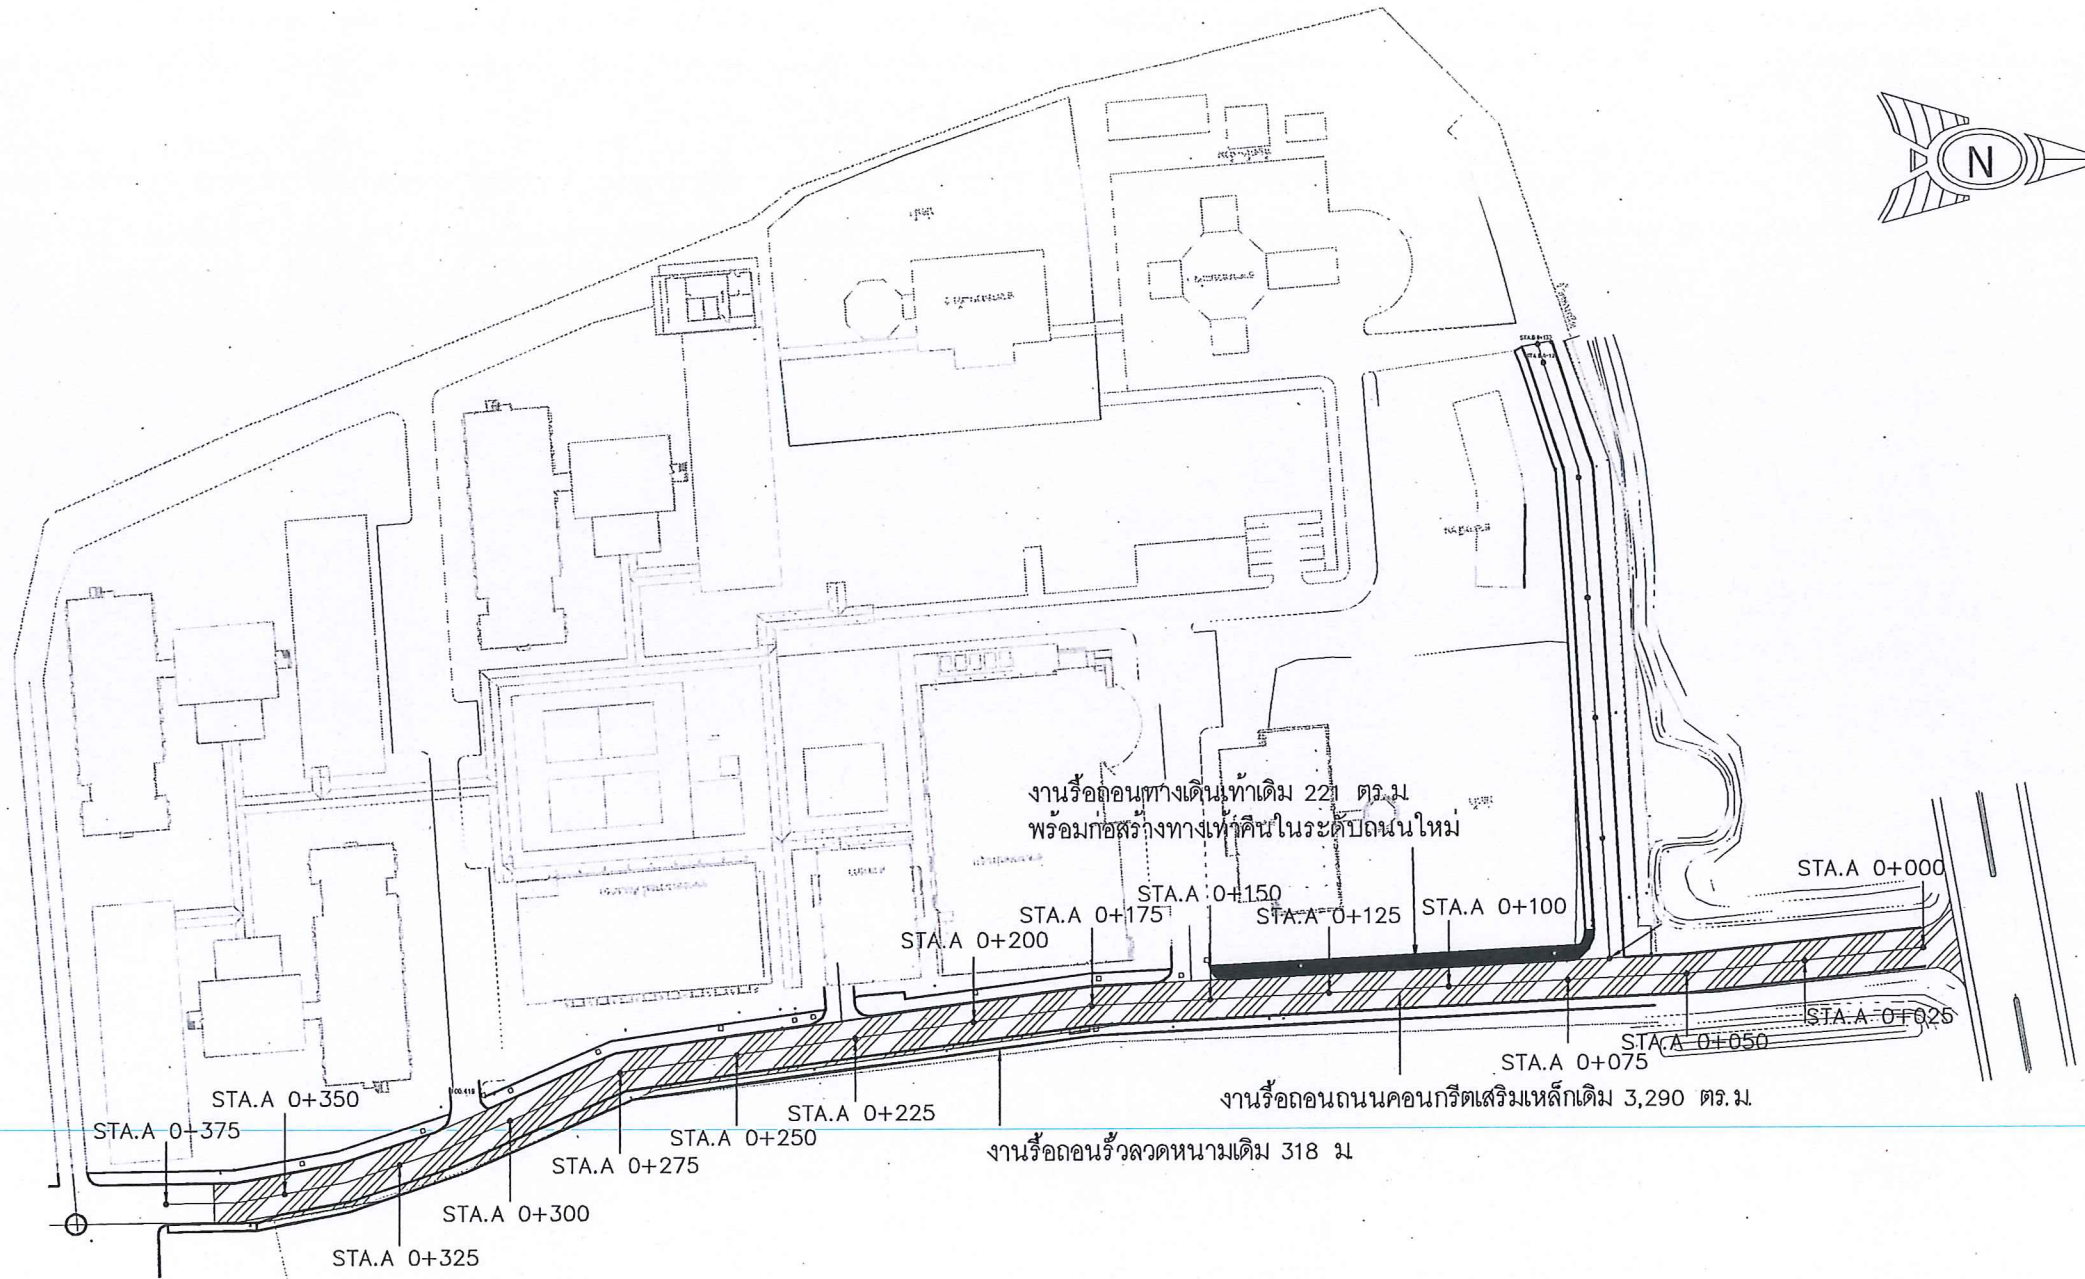 N
งานรื้อถอนทางเดินเท้าเดิม 221 ตร.ม.
พร้อมก่อสร้างทางเท้าคืนในระดับถนนใหม่
STA.A 0+000
STA.A 0+150
STA.A 0+100
STA.A 0+175
STA.A 0+125
STA.A 0+200
STA.A 0+025
STA.A 0+050
STA.A 0+075
งานรื้อถอนถนนคอนกรีตเสริมเหล็กเดิม 3,290 ตร.ม.
STA.A 0+350
STA.A 0+225
STA.A 0+375
STA.A 0+250
งานรื้อถอนรั้วลวดหนามเดิม 318 ม.
STA.A 0+275
STA.A 0+300
STA.A 0+325